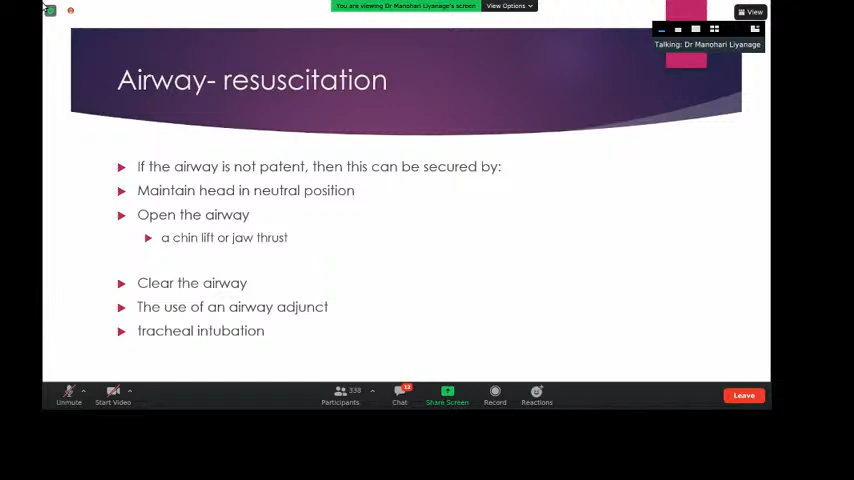 You are viewing Dr Manohari Liyanage's screen
View Options
View
Talking: Dr Manohari Liyanage
Airway- resuscitation
If the airway is not patent, then this can be secured by:
Maintain head in neutral position
Open the airway
a chin lift or jaw thrust
Clear the airway
The use of an airway adjunct
tracheal intubation
338
12
Unmute
Start Video
Participants
Chat
Share Screen
Record
Reactions
Leave